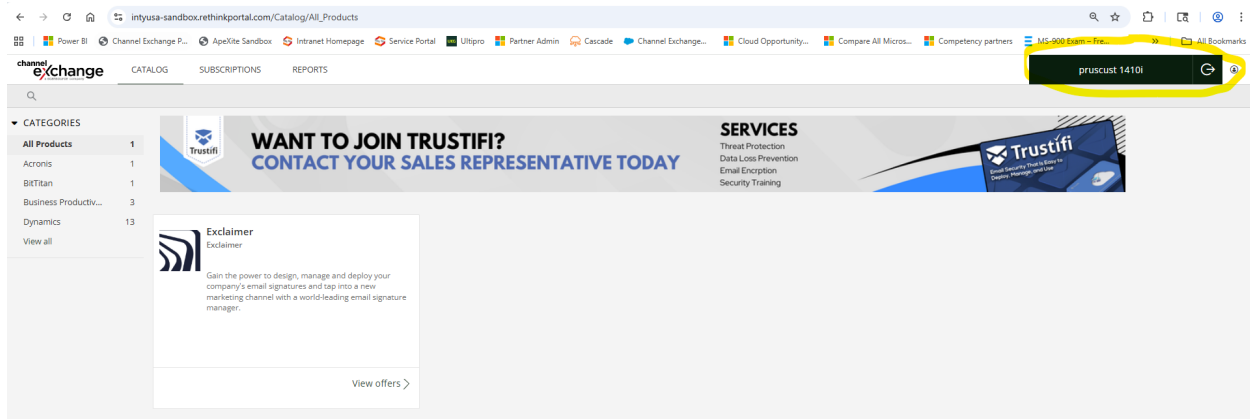 intyusa-sandbox.rethinkportal.com/Catalog/All_Products
Power BI Channel Exchange P... ApeXite Sandbox Intranet Homepage Service Portal Ultipro Partner Admin Cascade Channel Exchange... Cloud Opportunity... Compare All Micros... Competency partners MS-900 Exam – Fre... » All Bookmarks
channel
exchange
CATALOG SUBSCRIPTIONS REPORTS
pruscust 1410i
CATEGORIES
All Products 1
Acronis 1
BitTitan 1
Business Productiv... 3
Dynamics 13
View all
Trustifi
WANT TO JOIN TRUSTIFI?
CONTACT YOUR SALES REPRESENTATIVE TODAY
SERVICES
Threat Protection
Data Loss Prevention
Email Encrption
Security Training
Trustifi
Email Security That is Easy to
Deploy, Manage, and Use
Exclaimer
Exclaimer
Gain the power to design, manage and deploy your
company's email signatures and tap into a new
marketing channel with a world-leading email signature
manager.
View offers